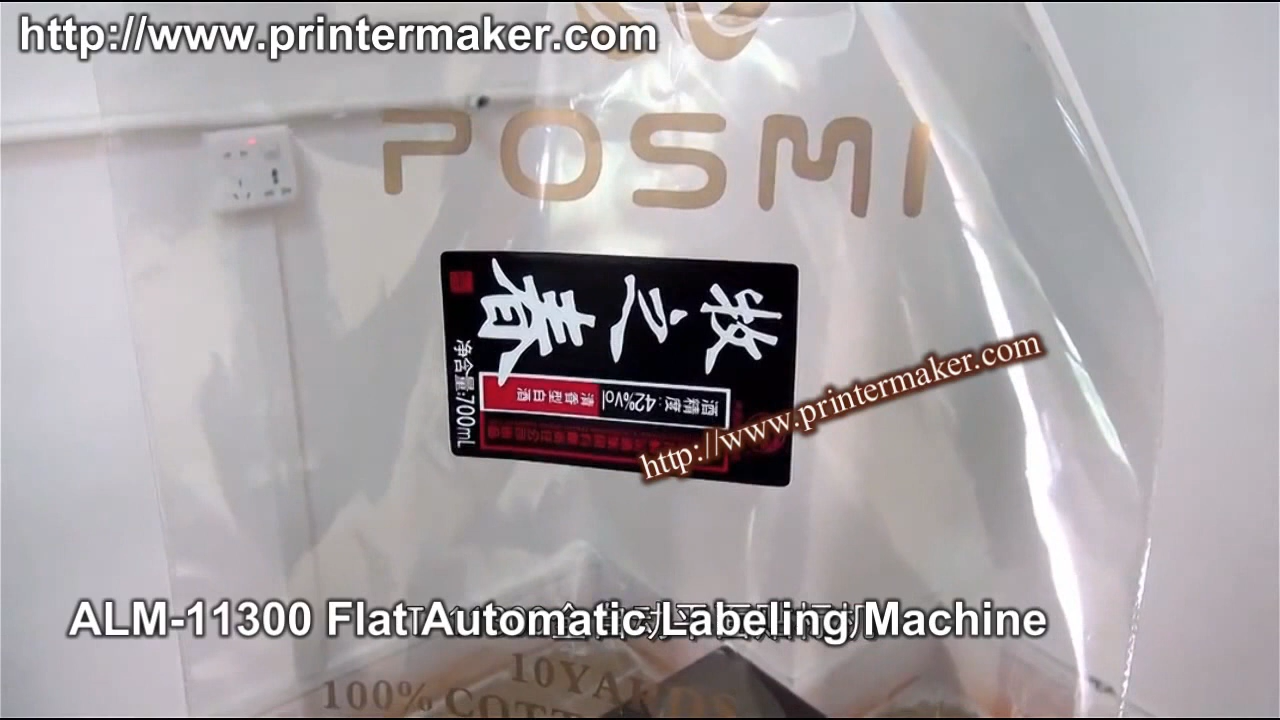 http://www.printermaker.com
POSMI
牧之春
酒精度:42%vol
清香型白酒
净含量:700mL
http://www.printermaker.com
ALM-11300 Flat Automatic Labeling Machine
10YARDS
100% COTT